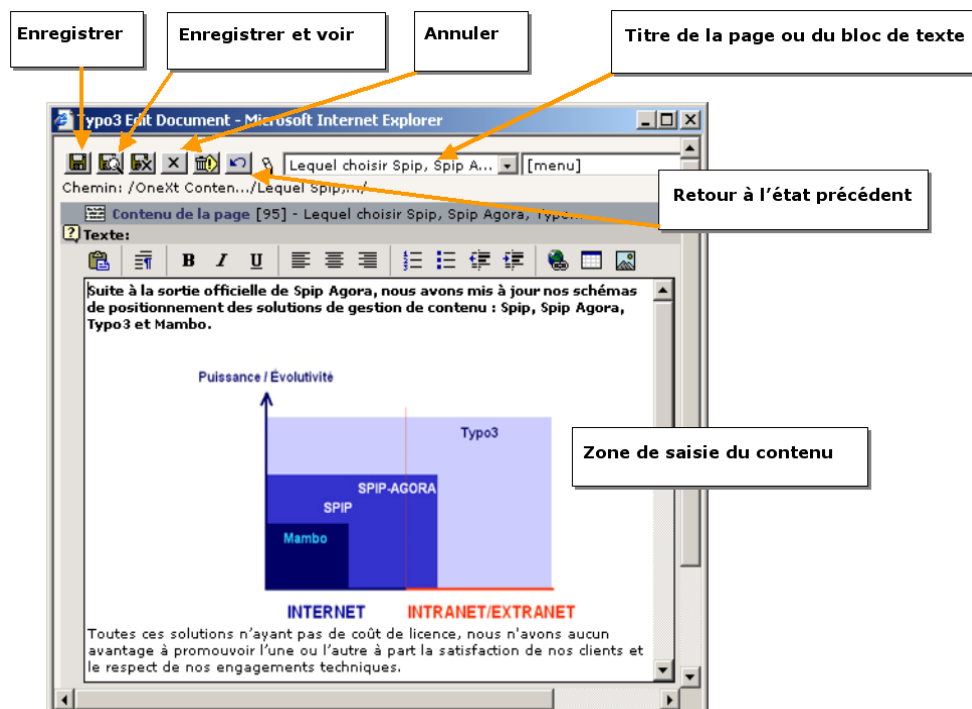 Enregistrer
Enregistrer et voir
Annuler
Titre de la page ou du bloc de texte
Typo3 Edit Document - Microsoft Internet Explorer
Lequel choisir Spip, Spip A...
[menu]
Chemin: /OneXt Conten.../Lequel Spip,.../
Retour à l’état précédent
Contenu de la page [95] - Lequel choisir Spip, Spip Agora, Typo...
Texte:
B I U
Suite à la sortie officielle de Spip Agora, nous avons mis à jour nos schémas
de positionnement des solutions de gestion de contenu : Spip, Spip Agora,
Typo3 et Mambo.
Puissance / Évolutivité
Typo3
Zone de saisie du contenu
SPIP-AGORA
SPIP
Mambo
INTERNET
INTRANET/EXTRANET
Toutes ces solutions n’ayant pas de coût de licence, nous n'avons aucun
avantage à promouvoir l’une ou l’autre à part la satisfaction de nos clients et
le respect de nos engagements techniques.